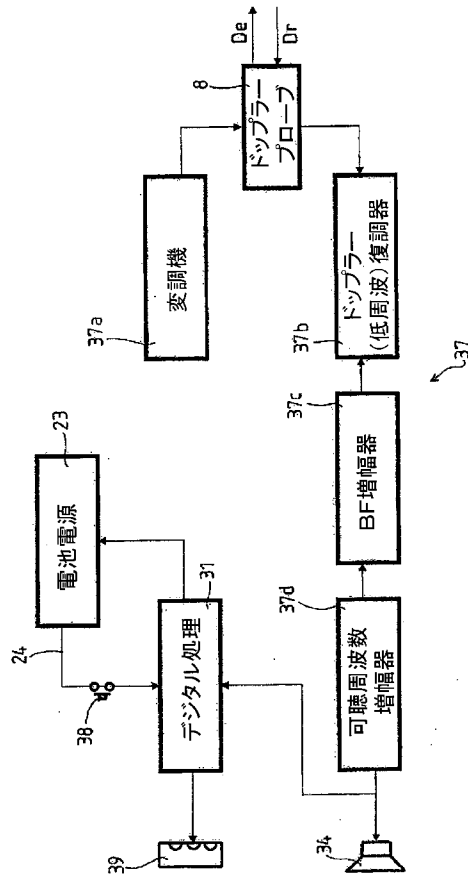 De
Dr
8
ドップラー
プローブ
変調機
37a
ドップラー
(低周波)復調器
37b
37
BF増幅器
37c
可聴周波数
増幅器
37d
34
電池電源
23
24
38
デジタル処理
31
39